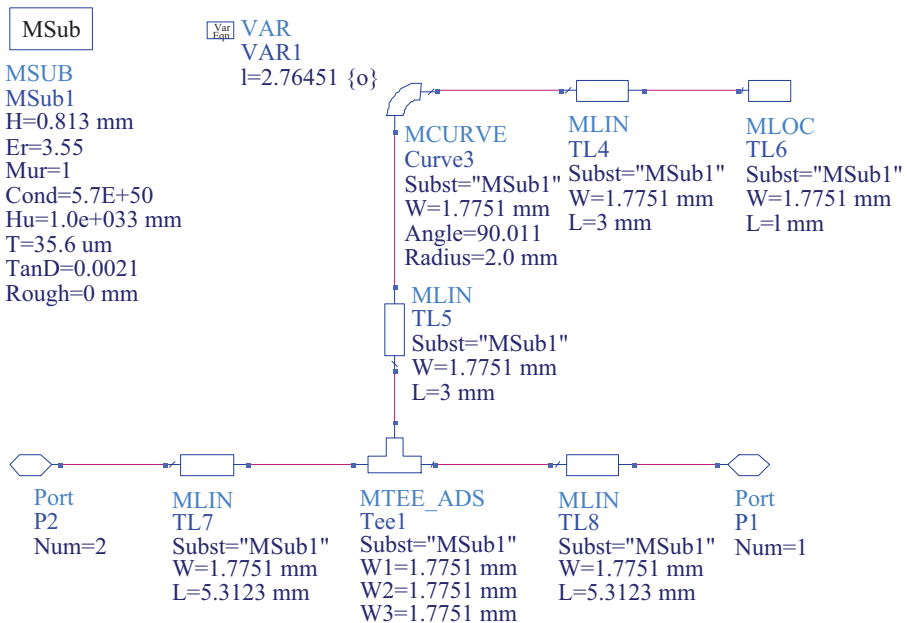 MSub
MSUB
MSub1
H=0.813 mm
Er=3.55
Mur=1
Cond=5.7E+50
Hu=1.0e+033 mm
T=35.6 um
TanD=0.0021
Rough=0 mm
Var
Eqn
VAR
VAR1
l=2.76451 {o}
MCURVE
Curve3
Subst="MSub1"
W=1.7751 mm
Angle=90.011
Radius=2.0 mm
MLIN
TL4
Subst="MSub1"
W=1.7751 mm
L=3 mm
MLOC
TL6
Subst="MSub1"
W=1.7751 mm
L=l mm
MLIN
TL5
Subst="MSub1"
W=1.7751 mm
L=3 mm
Port
P2
Num=2
MLIN
TL7
Subst="MSub1"
W=1.7751 mm
L=5.3123 mm
MTEE_ADS
Tee1
Subst="MSub1"
W1=1.7751 mm
W2=1.7751 mm
W3=1.7751 mm
MLIN
TL8
Subst="MSub1"
W=1.7751 mm
L=5.3123 mm
Port
P1
Num=1